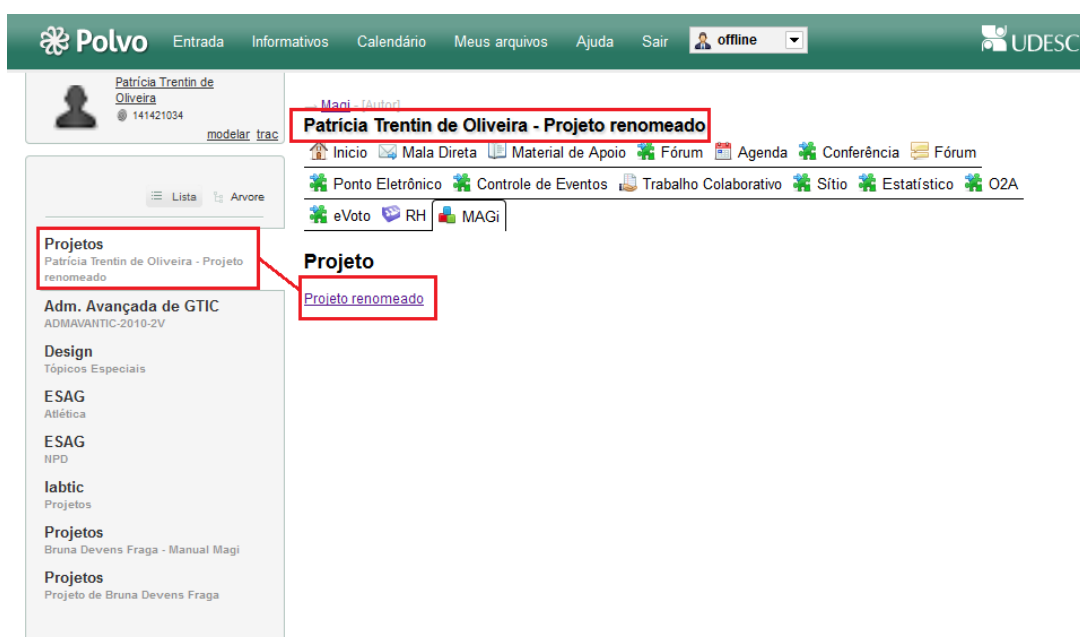 Polvo Entrada Informativos Calendário Meus arquivos Ajuda Sair offline UDESC
Patrícia Trentin de
Oliveira
141421034
modelar trac
Lista Arvore
Projetos
Patrícia Trentin de Oliveira - Projeto
renomeado
Adm. Avançada de GTIC
ADMAVANTIC-2010-2V
Design
Tópicos Especiais
ESAG
Atlética
ESAG
NPD
labtic
Projetos
Projetos
Bruna Devens Fraga - Manual Magi
Projetos
Projeto de Bruna Devens Fraga
→ Magi - [Autor]
Patrícia Trentin de Oliveira - Projeto renomeado
Inicio Mala Direta Material de Apoio Fórum Agenda Conferência Fórum
Ponto Eletrônico Controle de Eventos Trabalho Colaborativo Sítio Estatístico O2A
eVoto RH MAGi
Projeto
Projeto renomeado